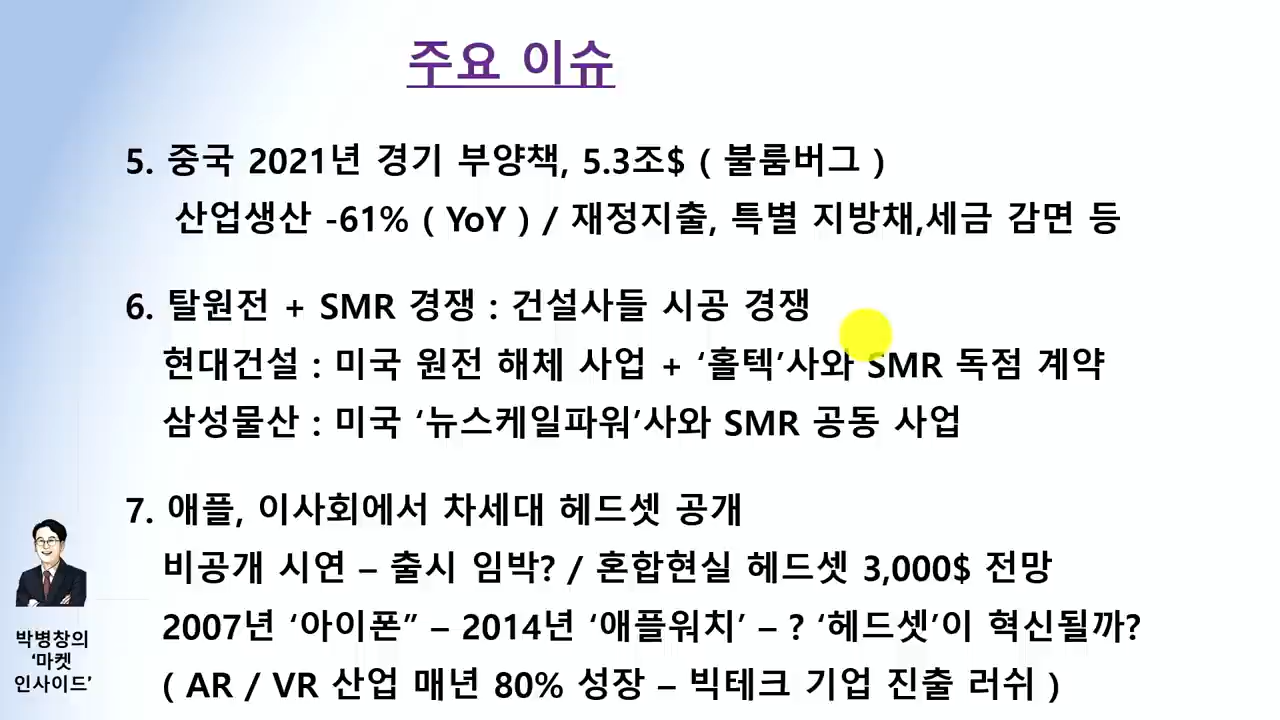 주요 이슈
5. 중국 2021년 경기 부양책, 5.3조$ ( 불룸버그 )
산업생산 -61% ( YoY ) / 재정지출, 특별 지방채,세금 감면 등
6. 탈원전 + SMR 경쟁 : 건설사들 시공 경쟁
현대건설 : 미국 원전 해체 사업 + ‘홀텍’사와 SMR 독점 계약
삼성물산 : 미국 ‘뉴스케일파워’사와 SMR 공동 사업
7. 애플, 이사회에서 차세대 헤드셋 공개
비공개 시연 – 출시 임박? / 혼합현실 헤드셋 3,000$ 전망
2007년 ‘아이폰” – 2014년 ‘애플워치’ – ? ‘헤드셋’이 혁신될까?
( AR / VR 산업 매년 80% 성장 – 빅테크 기업 진출 러쉬 )
박병창의
‘마켓
인사이드’